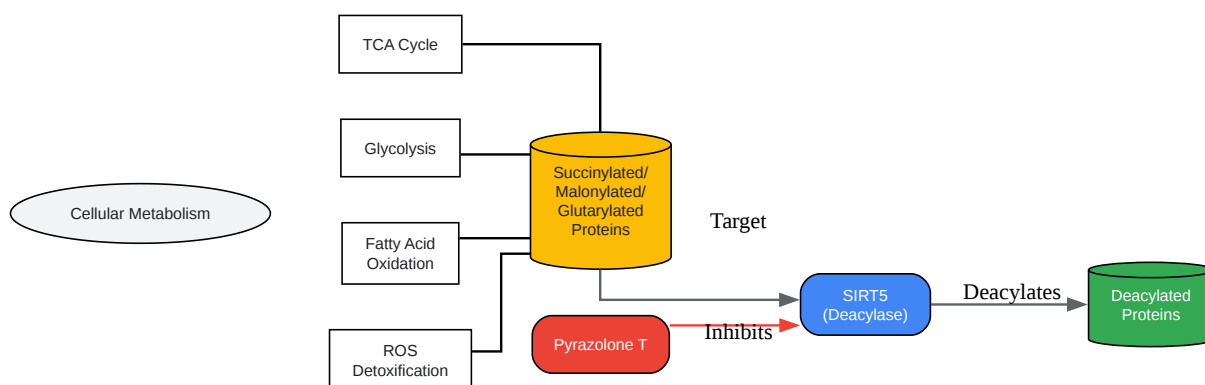 TCA Cycle
Glycolysis
Cellular Metabolism
Fatty Acid
Oxidation
ROS
Detoxification
Succinylated/
Malonylated/
Glutarylated
Proteins
Target
Pyrazolone T
Inhibits
SIRT5
(Deacylase)
Deacylates
Deacylated
Proteins